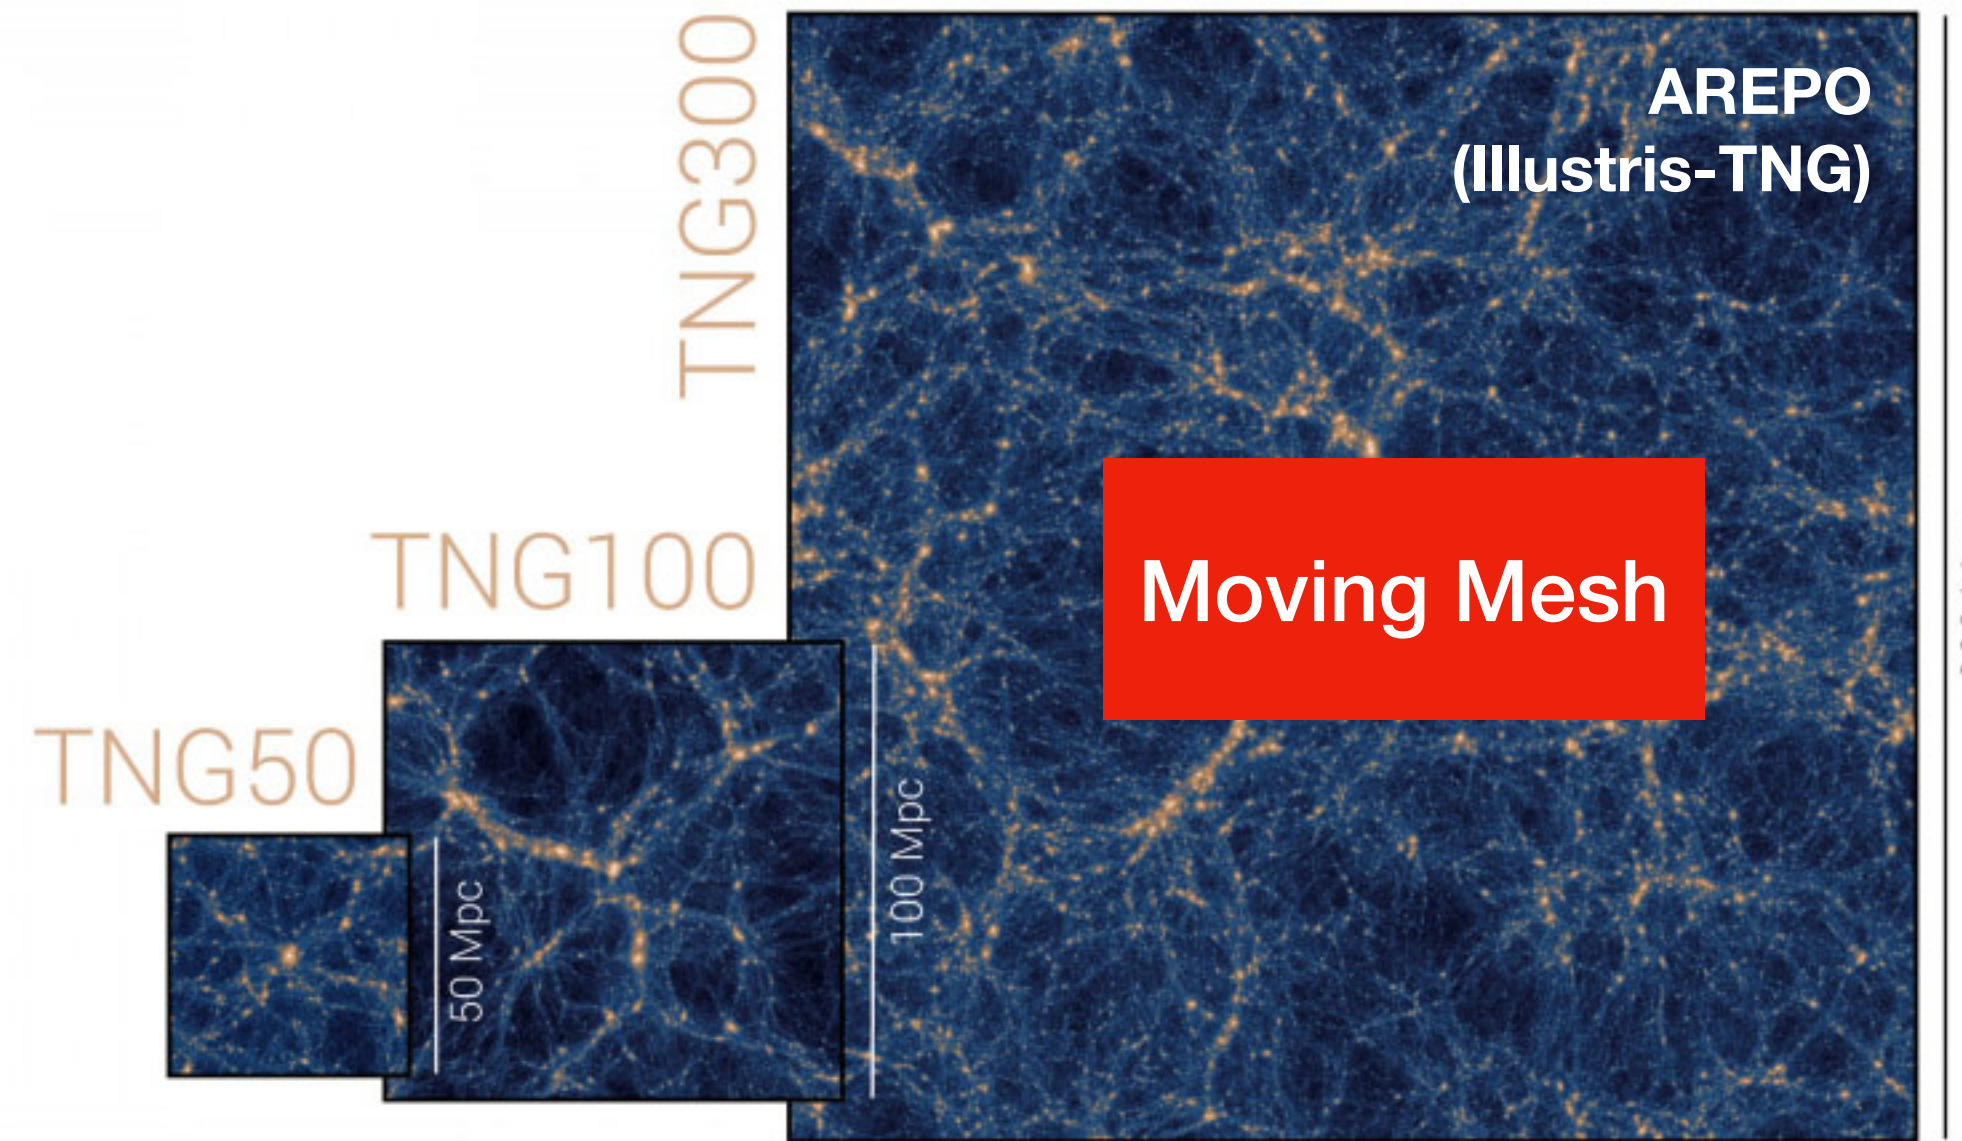 TNG300
AREPO
(Illustris-TNG)
TNG100
Moving Mesh
TNG50
100 Mpc
50 Mpc